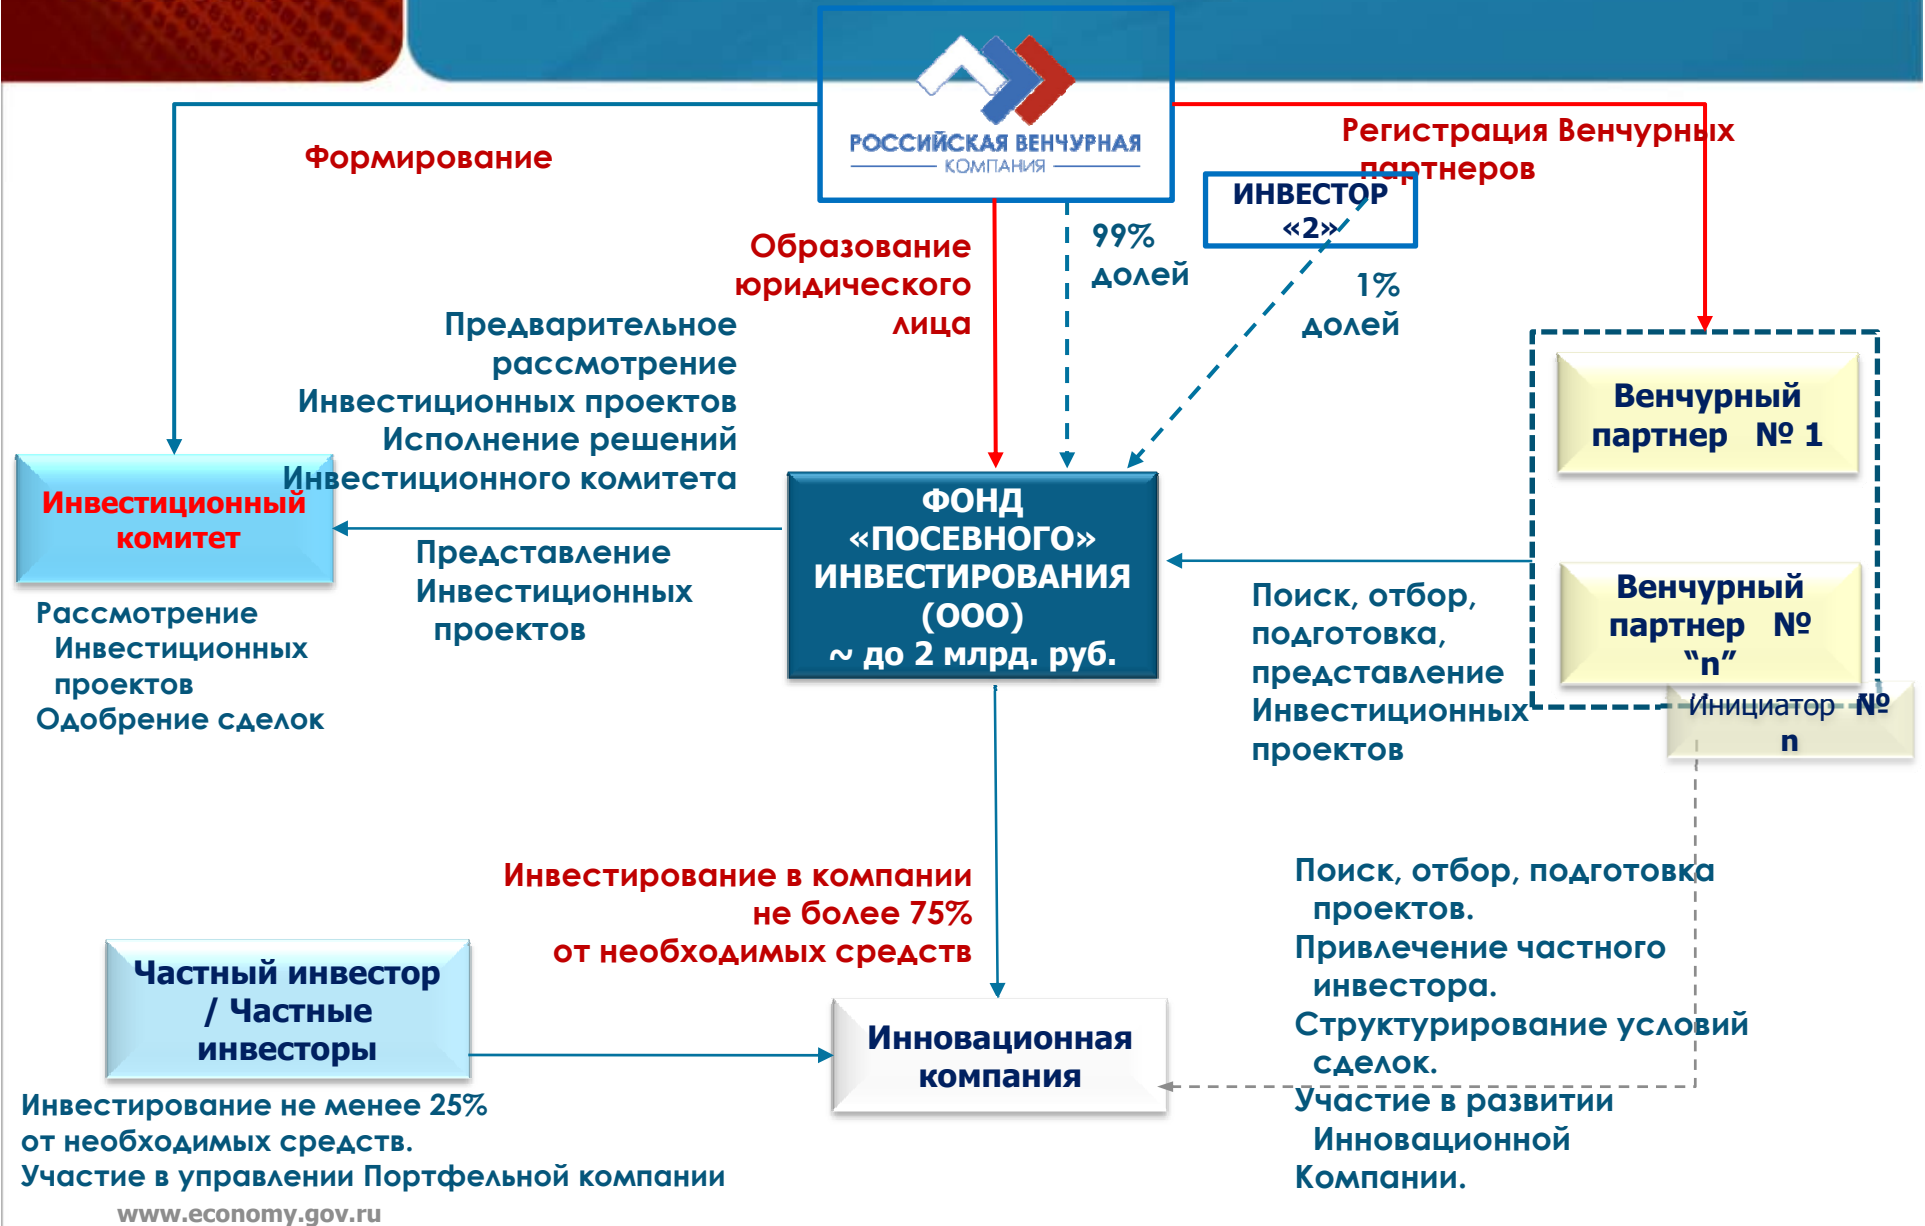 РОССИЙСКАЯ ВЕНЧУРНАЯ
КОМПАНИЯ
Формирование
Регистрация Венчурных
партнеров
ИНВЕСТОР
«2»
Образование
юридического
лица
99%
долей
1%
долей
Предварительное
рассмотрение
Инвестиционных проектов
Исполнение решений
Инвестиционного комитета
Венчурный
партнер № 1
Инвестиционный
комитет
ФОНД
«ПОСЕВНОГО»
ИНВЕСТИРОВАНИЯ
(ООО)
~ до 2 млрд. руб.
Представление
Инвестиционных
проектов
Венчурный
партнер №
“n”
Инициатор №
n
Рассмотрение
Инвестиционных
проектов
Одобрение сделок
Поиск, отбор,
подготовка,
представление
Инвестиционных
проектов
Инвестирование в компании
не более 75%
от необходимых средств
Поиск, отбор, подготовка
проектов.
Привлечение частного
инвестора.
Структурирование условий
сделок.
Участие в развитии
Инновационной
Компании.
Частный инвестор
/ Частные
инвесторы
Инновационная
компания
Инвестирование не менее 25%
от необходимых средств.
Участие в управлении Портфельной компании
www.economy.gov.ru